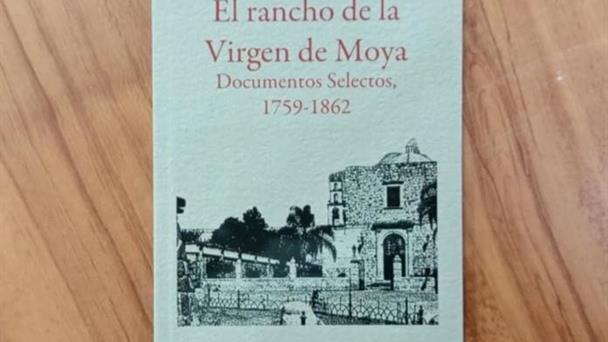 El rancho de la
Virgen de Moya
Documentos Selectos,
1759-1862